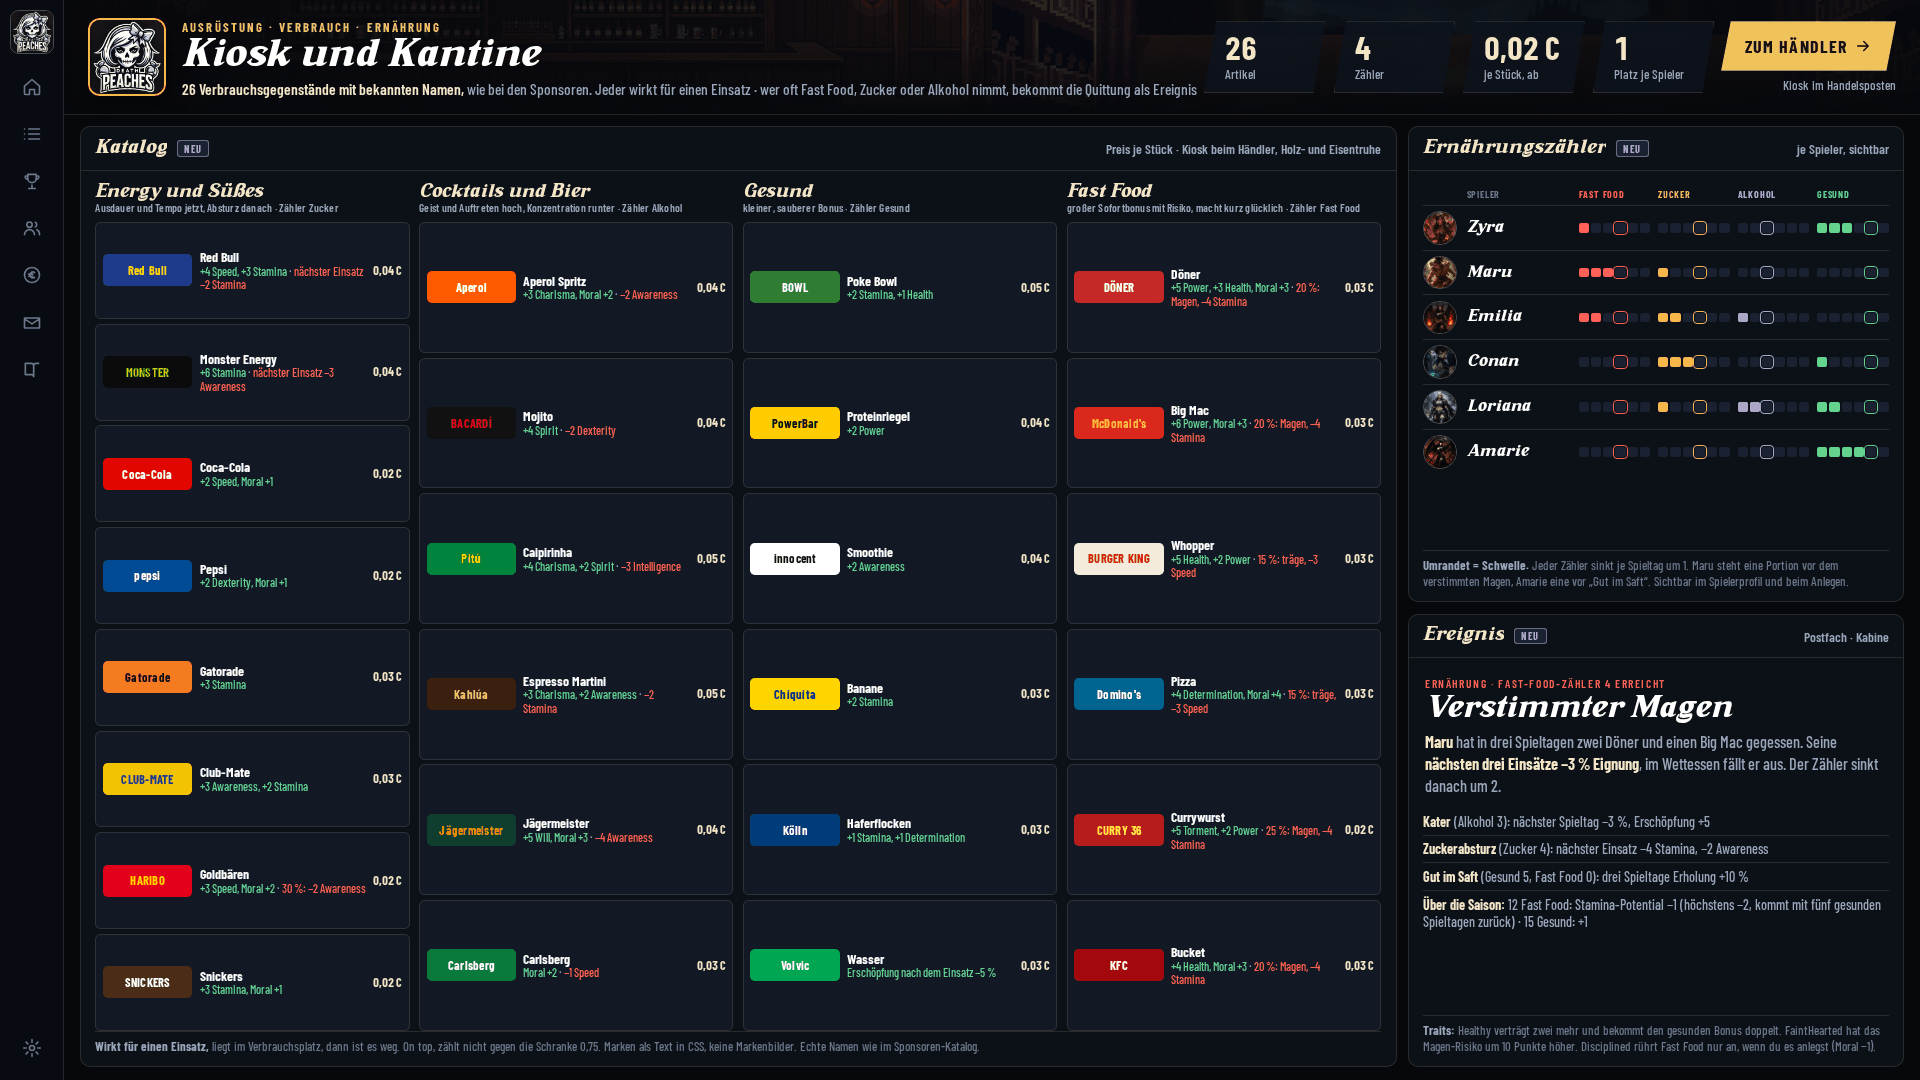 AUSRÜSTUNG · VERBRAUCH · ERNÄHRUNG
Kiosk und Kantine
26 Verbrauchsgegenstände mit bekannten Namen, wie bei den Sponsoren. Jeder wirkt für einen Einsatz · wer oft Fast Food, Zucker oder Alkohol nimmt, bekommt die Quittung als Ereignis
26
Artikel
4
Zähler
0,02 C
je Stück, ab
1
Platz je Spieler
ZUM HÄNDLER →
Kiosk im Handelsposten
Katalog NEU
Preis je Stück · Kiosk beim Händler, Holz- und Eisentruhe
Energy und Süßes
Ausdauer und Tempo jetzt, Absturz danach · Zähler Zucker
Red Bull
Red Bull
+4 Speed, +3 Stamina · nächster Einsatz
−2 Stamina
0,04 C
MONSTER
Monster Energy
+6 Stamina · nächster Einsatz −3
Awareness
0,04 C
Coca-Cola
Coca-Cola
+2 Speed, Moral +1
0,02 C
pepsi
Pepsi
+2 Dexterity, Moral +1
0,02 C
Gatorade
Gatorade
+3 Stamina
0,03 C
CLUB-MATE
Club-Mate
+3 Awareness, +2 Stamina
0,03 C
HARIBO
Goldbären
+3 Speed, Moral +2 · 30 %: −2 Awareness
0,02 C
SNICKERS
Snickers
+3 Stamina, Moral +1
0,02 C
Cocktails und Bier
Geist und Auftreten hoch, Konzentration runter · Zähler Alkohol
Aperol
Aperol Spritz
+3 Charisma, Moral +2 · −2 Awareness
0,04 C
BACARDÍ
Mojito
+4 Spirit · −2 Dexterity
0,04 C
Pitú
Caipirinha
+4 Charisma, +2 Spirit · −3 Intelligence
0,05 C
Kahlúa
Espresso Martini
+3 Charisma, +2 Awareness · −2
Stamina
0,05 C
Jägermeister
Jägermeister
+5 Will, Moral +3 · −4 Awareness
0,04 C
Carlsberg
Carlsberg
Moral +2 · −1 Speed
0,03 C
Gesund
kleiner, sauberer Bonus · Zähler Gesund
BOWL
Poke Bowl
+2 Stamina, +1 Health
0,05 C
PowerBar
Proteinriegel
+2 Power
0,04 C
innocent
Smoothie
+2 Awareness
0,04 C
Chiquita
Banane
+2 Stamina
0,03 C
Kölln
Haferflocken
+1 Stamina, +1 Determination
0,03 C
Volvic
Wasser
Erschöpfung nach dem Einsatz −5 %
0,03 C
Fast Food
großer Sofortbonus mit Risiko, macht kurz glücklich · Zähler Fast Food
DÖNER
Döner
+5 Power, +3 Health, Moral +3 · 20 %:
Magen, −4 Stamina
0,03 C
McDonald's
Big Mac
+6 Power, Moral +3 · 20 %: Magen, −4
Stamina
0,03 C
BURGER KING
Whopper
+5 Health, +2 Power · 15 %: träge, −3
Speed
0,03 C
Domino's
Pizza
+4 Determination, Moral +4 · 15 %: träge,
−3 Speed
0,03 C
CURRY 36
Currywurst
+5 Torment, +2 Power · 25 %: Magen, −4
Stamina
0,02 C
KFC
Bucket
+4 Health, Moral +3 · 20 %: Magen, −4
Stamina
0,03 C
Wirkt für einen Einsatz, liegt im Verbrauchsplatz, dann ist es weg. On top, zählt nicht gegen die Schranke 0,75. Marken als Text in CSS, keine Markenbilder. Echte Namen wie im Sponsoren-Katalog.
Ernährungszähler NEU
je Spieler, sichtbar
SPIELER FAST FOOD ZUCKER ALKOHOL GESUND
Zyra
Maru
Emilia
Conan
Loriana
Amarie
Umrandet = Schwelle. Jeder Zähler sinkt je Spieltag um 1. Maru steht eine Portion vor dem
verstimmten Magen, Amarie eine vor „Gut im Saft“. Sichtbar im Spielerprofil und beim Anlegen.
Ereignis NEU
Postfach · Kabine
ERNÄHRUNG · FAST-FOOD-ZÄHLER 4 ERREICHT
Verstimmter Magen
Maru hat in drei Spieltagen zwei Döner und einen Big Mac gegessen. Seine
nächsten drei Einsätze −3 % Eignung, im Wettessen fällt er aus. Der Zähler sinkt
danach um 2.
Kater (Alkohol 3): nächster Spieltag −3 %, Erschöpfung +5
Zuckerabsturz (Zucker 4): nächster Einsatz −4 Stamina, −2 Awareness
Gut im Saft (Gesund 5, Fast Food 0): drei Spieltage Erholung +10 %
Über die Saison: 12 Fast Food: Stamina-Potential −1 (höchstens −2, kommt mit fünf gesunden
Spieltagen zurück) · 15 Gesund: +1
Traits: Healthy verträgt zwei mehr und bekommt den gesunden Bonus doppelt. FaintHearted hat das
Magen-Risiko um 10 Punkte höher. Disciplined rührt Fast Food nur an, wenn du es anlegst (Moral −1).